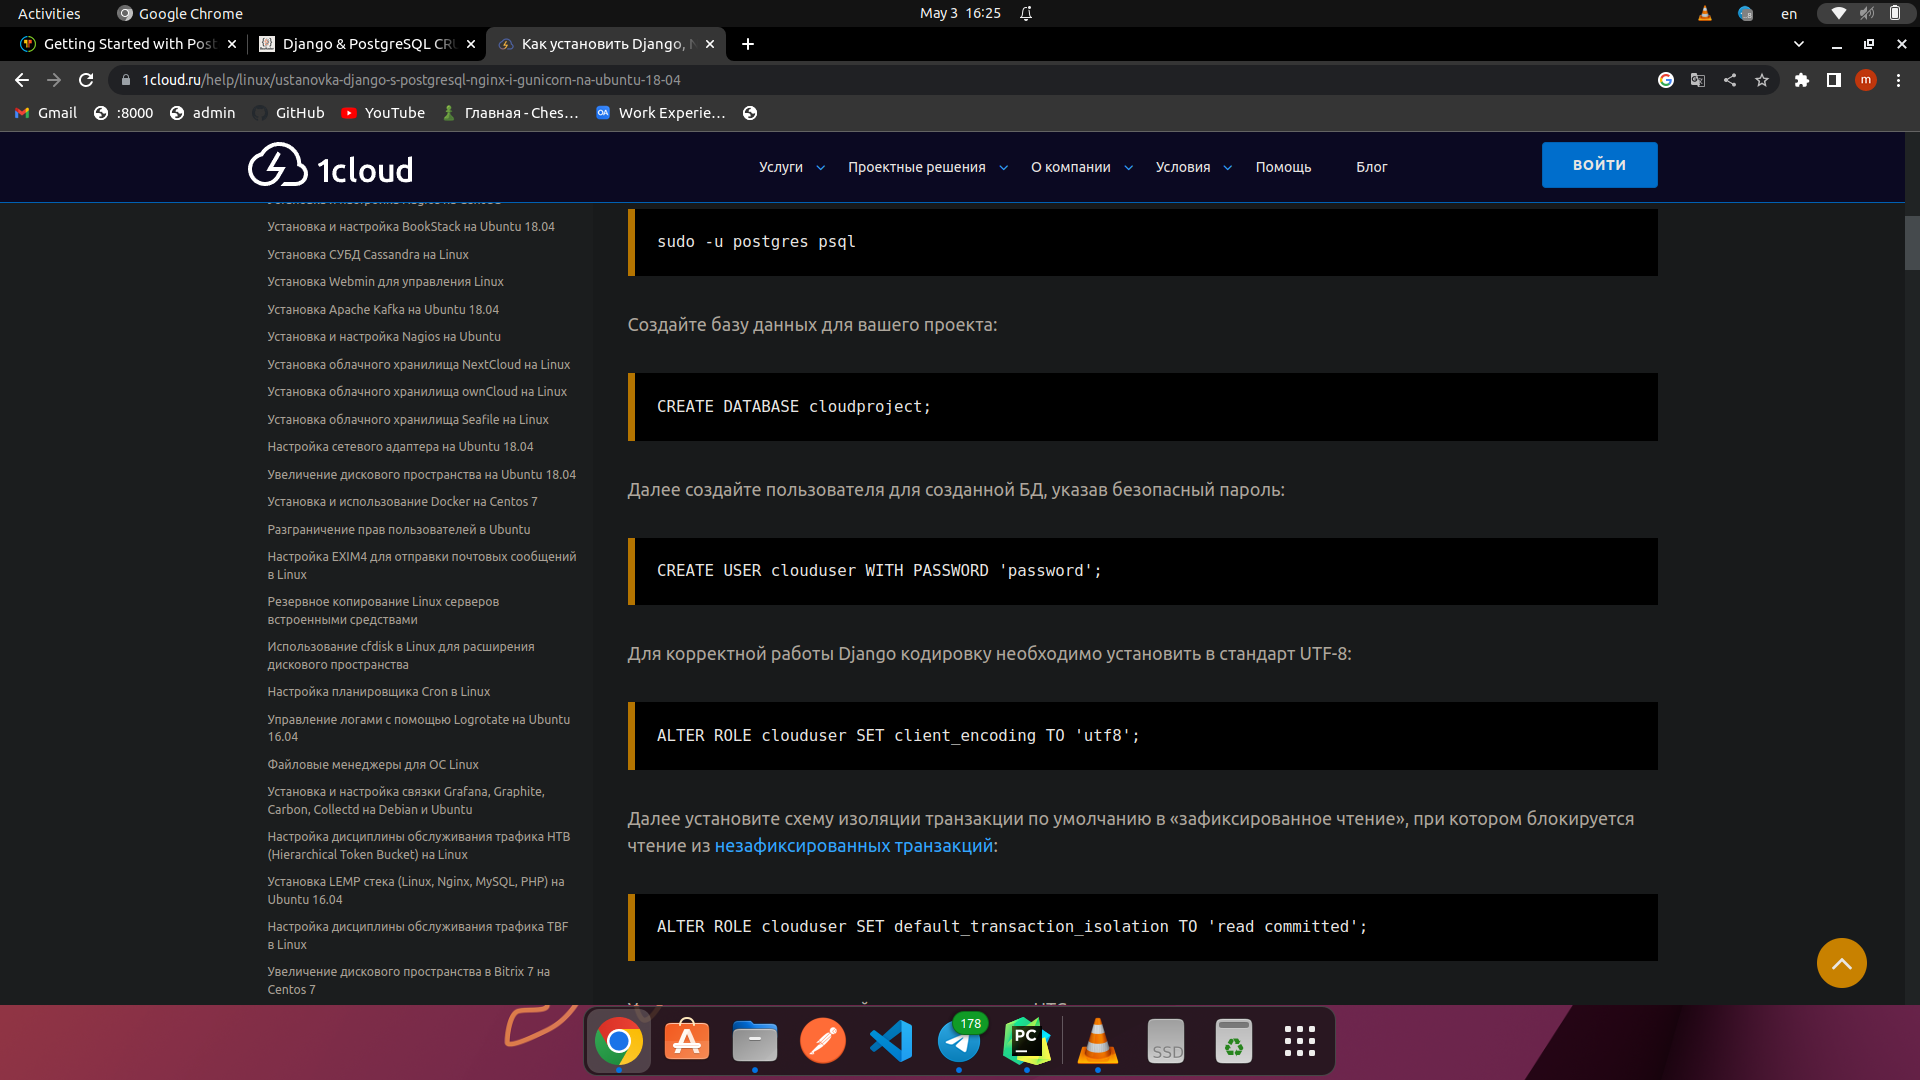 Activities
Google Chrome
May 3 16:25
en
Getting Started with Post
Django & PostgreSQL CRU
Как установить Django, N
1cloud.ru/help/linux/ustanovka-django-s-postgresql-nginx-i-gunicorn-na-ubuntu-18-04
m
Gmail
:8000
admin
GitHub
YouTube
Главная - Ches…
OA
Work Experie…
1cloud
Услуги
Проектные решения
О компании
Условия
Помощь
Блог
ВОЙТИ
Установка и настройка BookStack на Ubuntu 18.04
Установка СУБД Cassandra на Linux
Установка Webmin для управления Linux
Установка Apache Kafka на Ubuntu 18.04
Установка и настройка Nagios на Ubuntu
Установка облачного хранилища NextCloud на Linux
Установка облачного хранилища ownCloud на Linux
Установка облачного хранилища Seafile на Linux
Настройка сетевого адаптера на Ubuntu 18.04
Увеличение дискового пространства на Ubuntu 18.04
Установка и использование Docker на Centos 7
Разграничение прав пользователей в Ubuntu
Настройка EXIM4 для отправки почтовых сообщений
в Linux
Резервное копирование Linux серверов
встроенными средствами
Использование cfdisk в Linux для расширения
дискового пространства
Настройка планировщика Cron в Linux
Управление логами с помощью Logrotate на Ubuntu
16.04
Файловые менеджеры для ОС Linux
Установка и настройка связки Grafana, Graphite,
Carbon, Collectd на Debian и Ubuntu
Настройка дисциплины обслуживания трафика HTB
(Hierarchical Token Bucket) на Linux
Установка LEMP стека (Linux, Nginx, MySQL, PHP) на
Ubuntu 16.04
Настройка дисциплины обслуживания трафика TBF
в Linux
Увеличение дискового пространства в Bitrix 7 на
Centos 7
sudo -u postgres psql
Создайте базу данных для вашего проекта:
CREATE DATABASE cloudproject;
Далее создайте пользователя для созданной БД, указав безопасный пароль:
CREATE USER clouduser WITH PASSWORD 'password';
Для корректной работы Django кодировку необходимо установить в стандарт UTF-8:
ALTER ROLE clouduser SET client_encoding TO 'utf8';
Далее установите схему изоляции транзакции по умолчанию в «зафиксированное чтение», при котором блокируется
чтение из незафиксированных транзакций:
ALTER ROLE clouduser SET default_transaction_isolation TO 'read committed';
178
PC
SSD